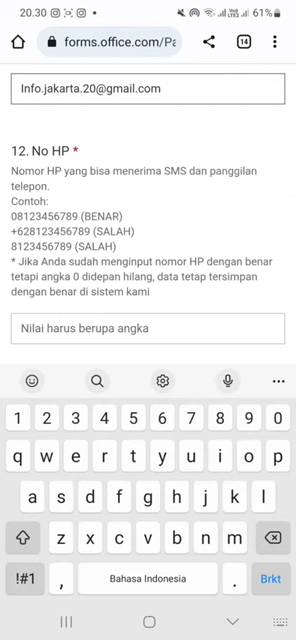 20.30
61%
forms.office.com/Pa
14
Info.jakarta.20@gmail.com
12. No HP *
Nomor HP yang bisa menerima SMS dan panggilan
telepon.
Contoh:
08123456789 (BENAR)
+628123456789 (SALAH)
8123456789 (SALAH)
* Jika Anda sudah menginput nomor HP dengan benar
tetapi angka 0 didepan hilang, data tetap tersimpan
dengan benar di sistem kami
Nilai harus berupa angka
1 2 3 4 5 6 7 8 9 0
q w e r t y u i o p
a s d f g h j k l
z x c v b n m
!#1 , Bahasa Indonesia . Brkt